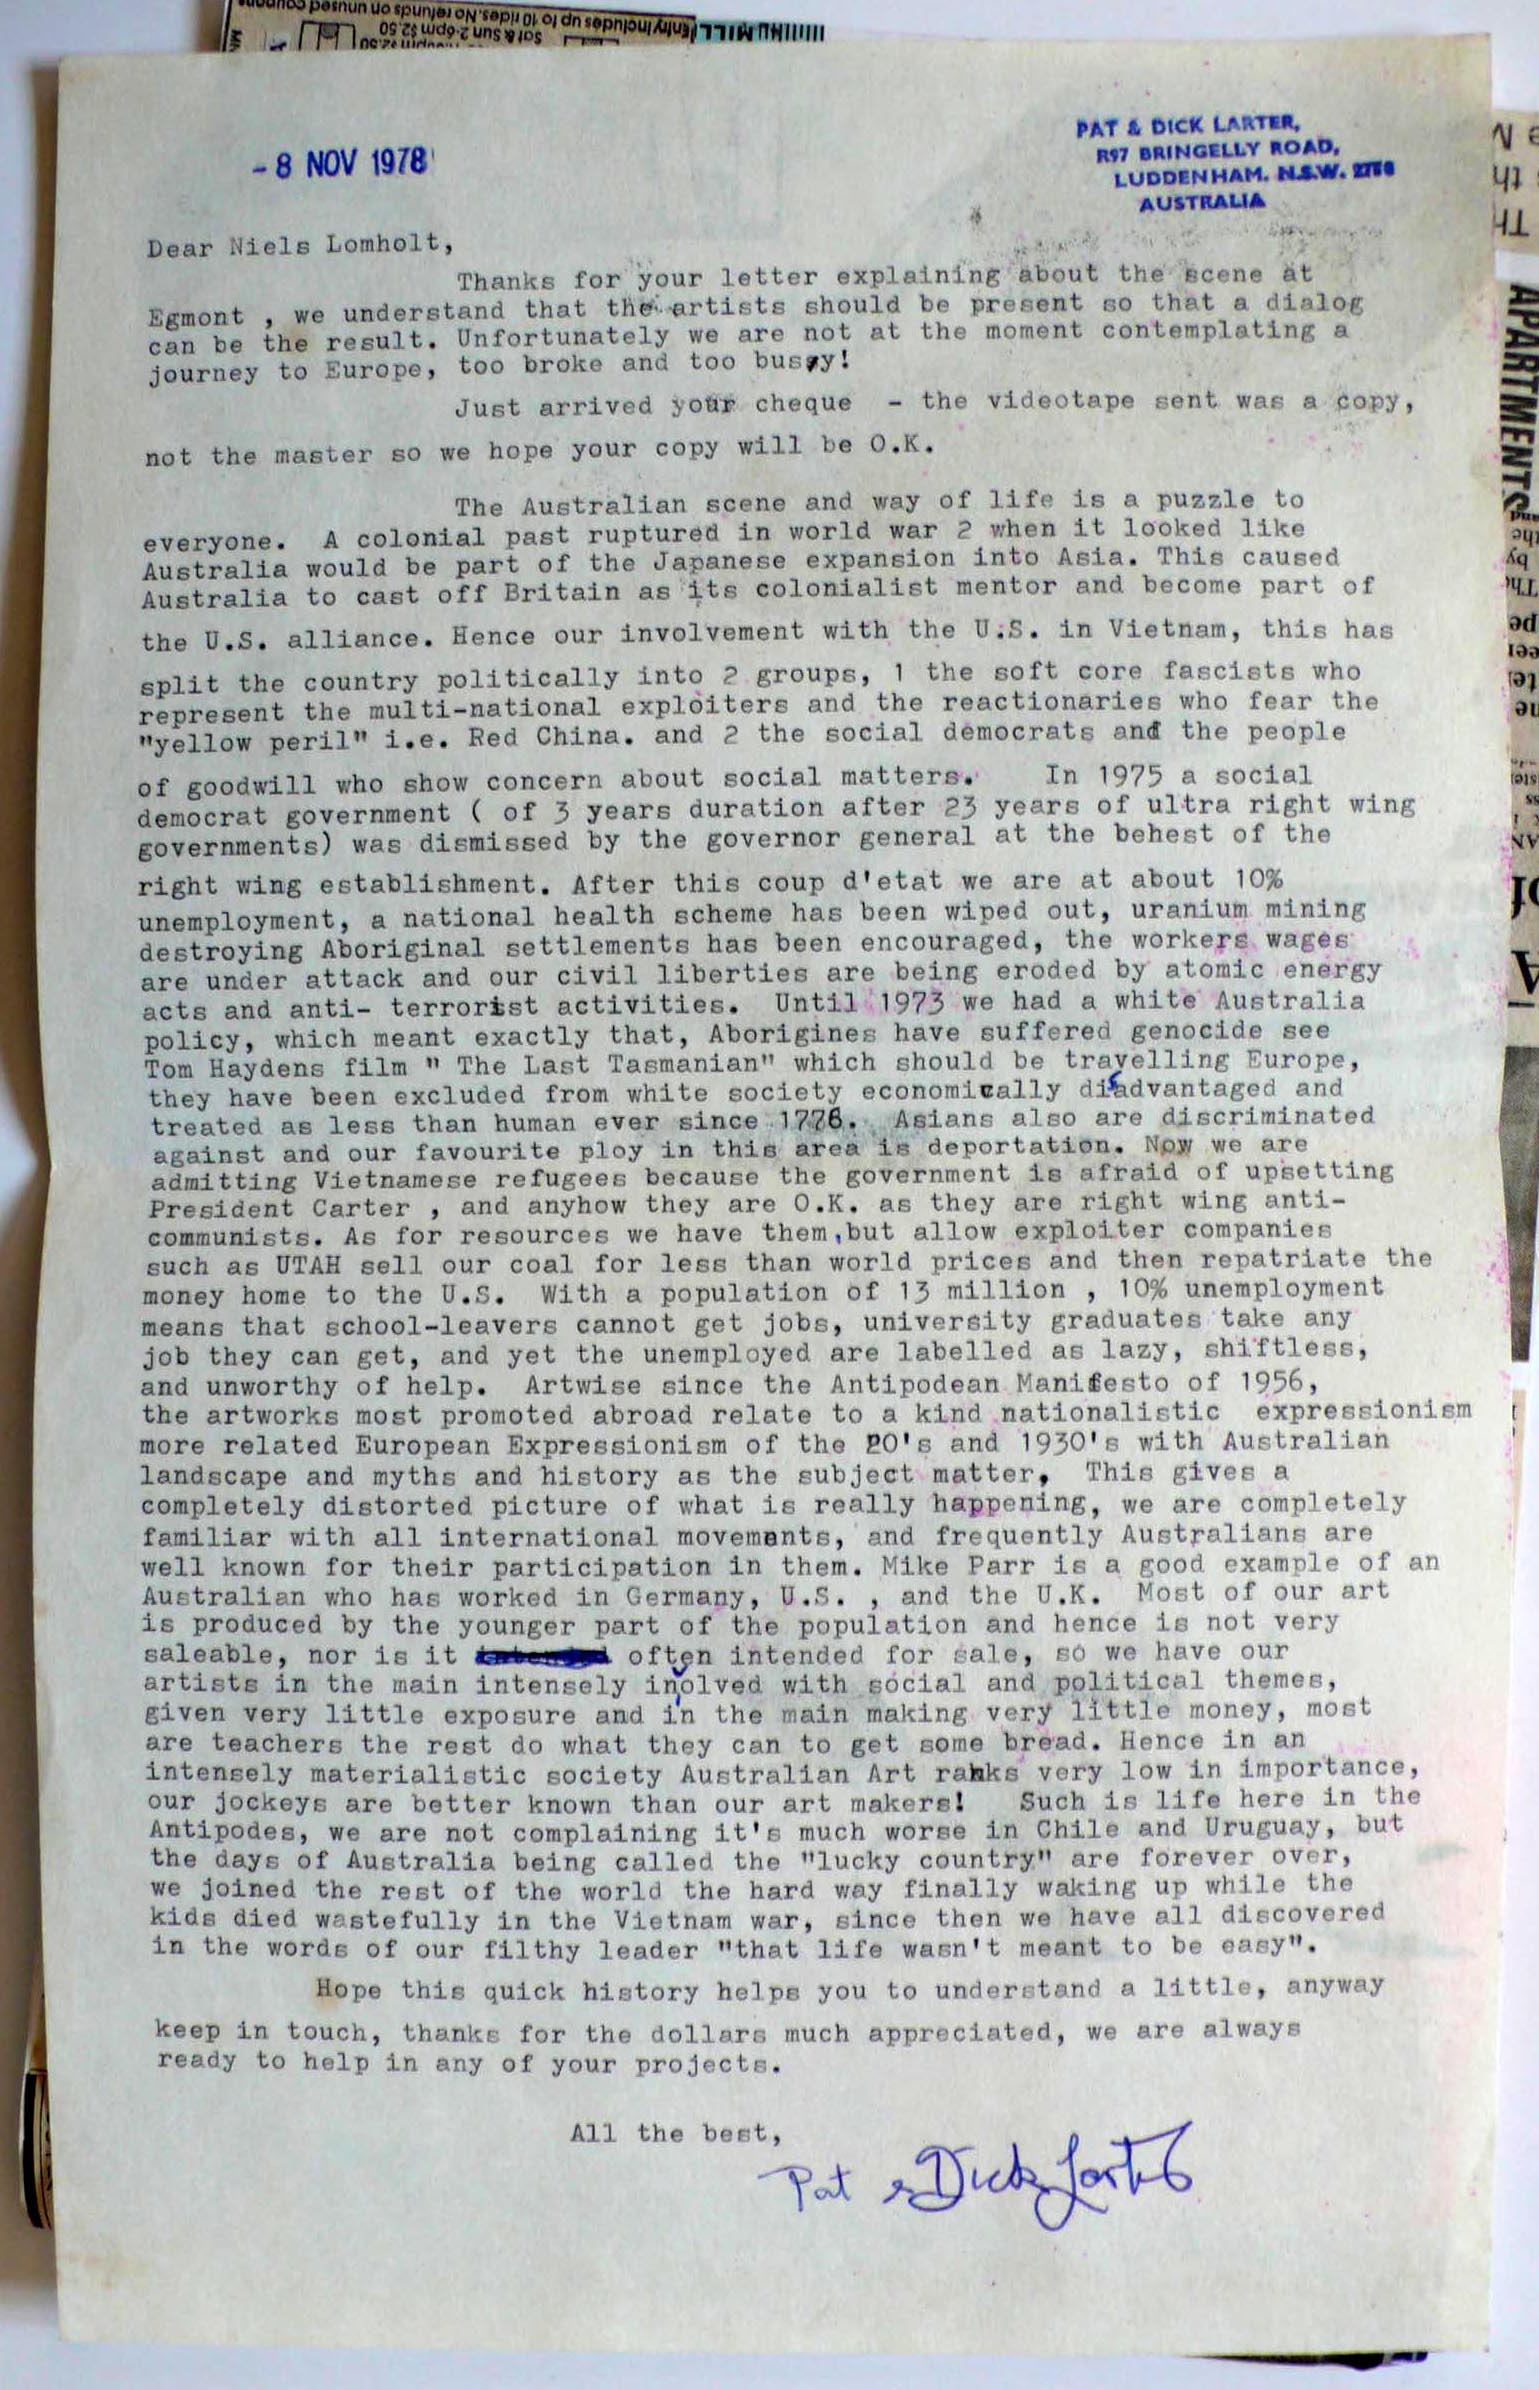 - 8 NOV 1978
PAT & DICK LARTER,
R97 BRINGELLY ROAD,
LUDDENHAM. N.S.W. 2750
AUSTRALIA
Dear Niels Lomholt,
Thanks for your letter explaining about the scene at
Egmont , we understand that the artists should be present so that a dialog
can be the result. Unfortunately we are not at the moment contemplating a
journey to Europe, too broke and too busy!
Just arrived your cheque - the videotape sent was a copy,
not the master so we hope your copy will be O.K.
The Australian scene and way of life is a puzzle to
everyone. A colonial past ruptured in world war 2 when it looked like
Australia would be part of the Japanese expansion into Asia. This caused
Australia to cast off Britain as its colonialist mentor and become part of
the U.S. alliance. Hence our involvement with the U.S. in Vietnam, this has
split the country politically into 2 groups, 1 the soft core fascists who
represent the multi-national exploiters and the reactionaries who fear the
"yellow peril" i.e. Red China. and 2 the social democrats and the people
of goodwill who show concern about social matters. In 1975 a social
democrat government ( of 3 years duration after 23 years of ultra right wing
governments) was dismissed by the governor general at the behest of the
right wing establishment. After this coup d'etat we are at about 10%
unemployment, a national health scheme has been wiped out, uranium mining
destroying Aboriginal settlements has been encouraged, the workers wages
are under attack and our civil liberties are being eroded by atomic energy
acts and anti- terrorist activities. Until 1973 we had a white Australia
policy, which meant exactly that, Aborigines have suffered genocide see
Tom Haydens film " The Last Tasmanian" which should be travelling Europe,
they have been excluded from white society economically disadvantaged and
treated as less than human ever since 1776. Asians also are discriminated
against and our favourite ploy in this area is deportation. Now we are
admitting Vietnamese refugees because the government is afraid of upsetting
President Carter , and anyhow they are O.K. as they are right wing anti-
communists. As for resources we have them,but allow exploiter companies
such as UTAH sell our coal for less than world prices and then repatriate the
money home to the U.S. With a population of 13 million , 10% unemployment
means that school-leavers cannot get jobs, university graduates take any
job they can get, and yet the unemployed are labelled as lazy, shiftless,
and unworthy of help. Artwise since the Antipodean Manifesto of 1956,
the artworks most promoted abroad relate to a kind nationalistic expressionism
more related European Expressionism of the 20's and 1930's with Australian
landscape and myths and history as the subject matter. This gives a
completely distorted picture of what is really happening, we are completely
familiar with all international movements, and frequently Australians are
well known for their participation in them. Mike Parr is a good example of an
Australian who has worked in Germany, U.S. , and the U.K. Most of our art
is produced by the younger part of the population and hence is not very
saleable, nor is it often intended for sale, so we have our
artists in the main intensely involved with social and political themes,
given very little exposure and in the main making very little money, most
are teachers the rest do what they can to get some bread. Hence in an
intensely materialistic society Australian Art ranks very low in importance,
our jockeys are better known than our art makers! Such is life here in the
Antipodes, we are not complaining it's much worse in Chile and Uruguay, but
the days of Australia being called the "lucky country" are forever over,
we joined the rest of the world the hard way finally waking up while the
kids died wastefully in the Vietnam war, since then we have all discovered
in the words of our filthy leader "that life wasn't meant to be easy".
Hope this quick history helps you to understand a little, anyway
keep in touch, thanks for the dollars much appreciated, we are always
ready to help in any of your projects.
All the best,
Pat & Dick Larter
Entry includes up to 10 rides. No refunds on unused coupons
Sat & Sun 2-6pm $2.50
APARTMENTS